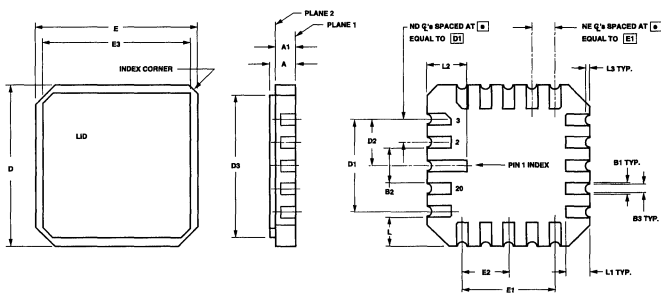 PLANE 2
PLANE 1
E
E3
INDEX CORNER
LID
D
A1
A
D3
ND ȼ's SPACED AT e
EQUAL TO D1
NE ȼ's SPACED AT e
EQUAL TO E1
L2
L3 TYP.
3
2
PIN 1 INDEX
20
D1
D2
B2
L
B1 TYP.
B3 TYP.
E2
L1 TYP.
E1